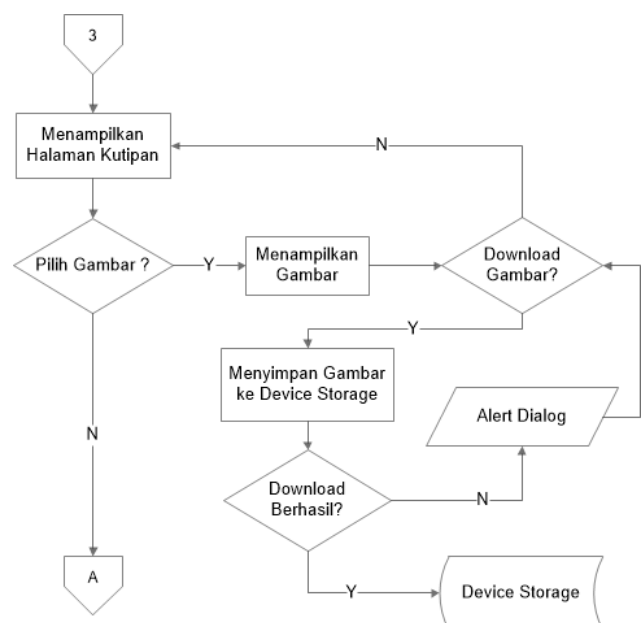 3
Menampilkan
Halaman Kutipan
N
Pilih Gambar ?
Y
Menampilkan
Gambar
Download
Gambar?
Y
Menyimpan Gambar
ke Device Storage
Alert Dialog
N
Download
Berhasil?
N
A
Y
Device Storage